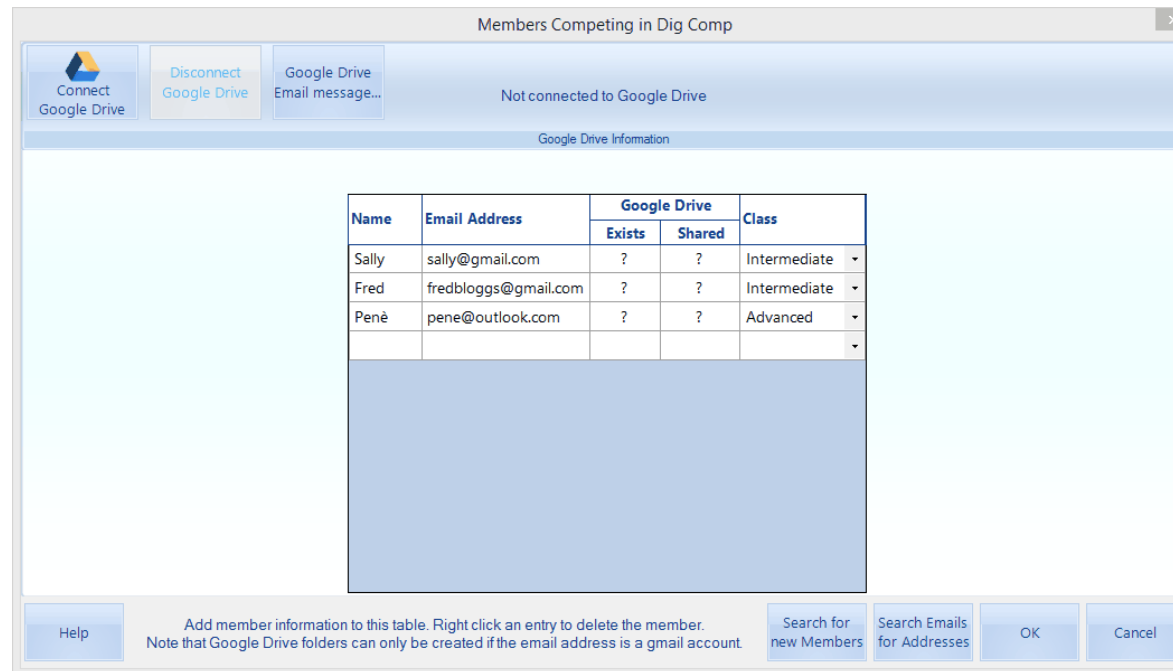 Members Competing in Dig Comp
Connect
Google Drive
Disconnect
Google Drive
Google Drive
Email message...
Not connected to Google Drive
Google Drive Information
Name Email Address Google Drive Class
Exists Shared
Sally sally@gmail.com ? ? Intermediate
Fred fredbloggs@gmail.com ? ? Intermediate
Penè pene@outlook.com ? ? Advanced
Help
Add member information to this table. Right click an entry to delete the member.
Note that Google Drive folders can only be created if the email address is a gmail account.
Search for
new Members
Search Emails
for Addresses
OK
Cancel